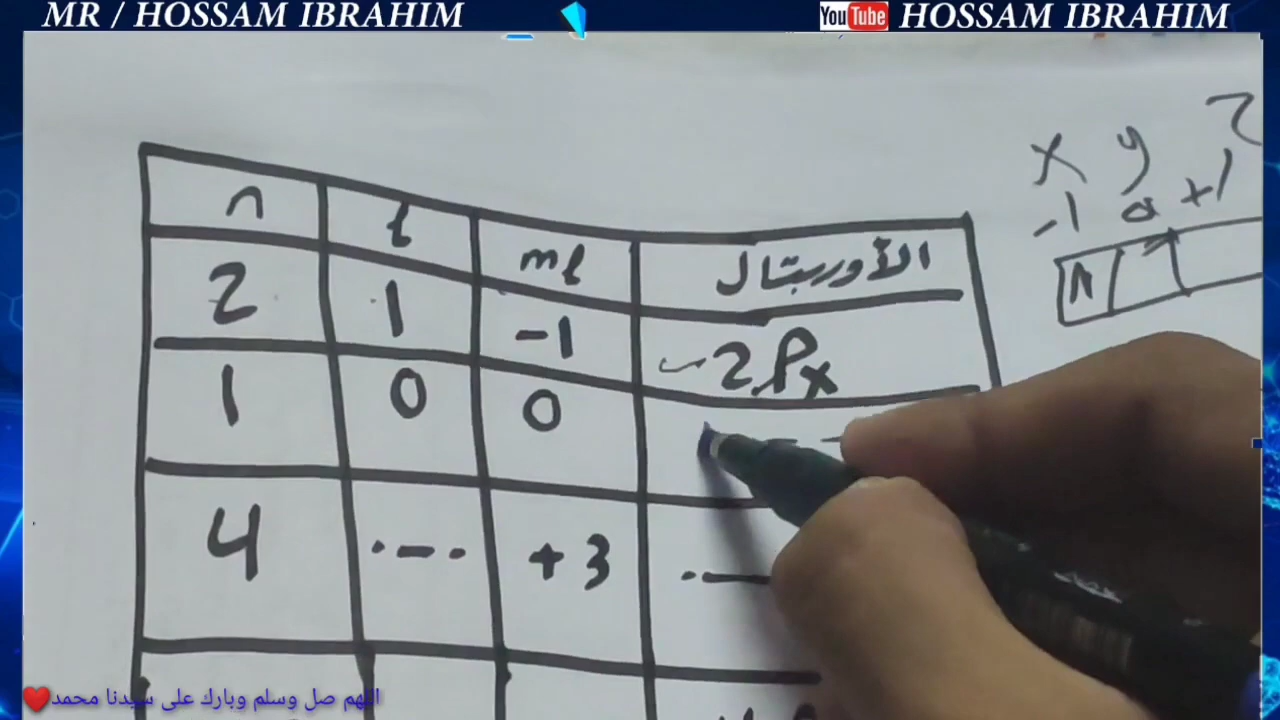 MR / HOSSAM IBRAHIM
YouTube HOSSAM IBRAHIM
x y
-1 0 +1
n l ml الأوربيتال
2 1 -1 2Px
1 0 0
4 .-. +3
اللهم صل وسلم وبارك على سيدنا محمد